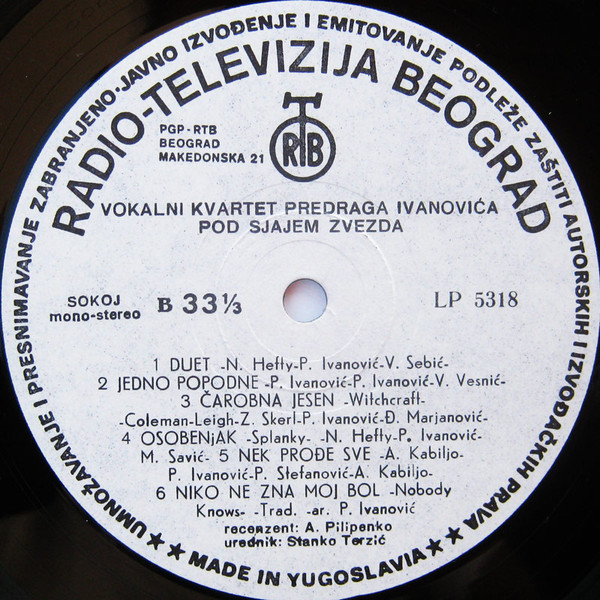 UMNOŽAVANJE I PRESNIMAVANJE ZABRANJENO-JAVNO IZVOĐENJE I EMITOVANJE PODLEŽE ZAŠTITI AUTORSKIH I IZVOĐAČKIH PRAVA
RADIO-TELEVIZIJA BEOGRAD
PGP-RTB
BEOGRAD
MAKEDONSKA 21
RTB
VOKALNI KVARTET PREDRAGA IVANOVIĆA
POD SJAJEM ZVEZDA
SOKOJ
mono-stereo
B 33⅓
LP 5318
1 DUET -N. Hefty-P. Ivanović-V. Sebić-
2 JEDNO POPODNE -P. Ivanović-P. Ivanović-V. Vesnić-
3 ČAROBNA JESEN -Witchcraft-
-Coleman-Leigh-Z. Skerl-P. Ivanović-Đ. Marjanović-
4 OSOBENjAK -Splanky- -N. Hefty-P. Ivanović-
M. Savić- 5 NEK PROĐE SVE -A. Kabiljo-
P. Ivanović-P. Stefanović-A. Kabiljo-
6 NIKO NE ZNA MOJ BOL -Nobody
Knows- -Trad. -ar. P. Ivanović
recenzent: A. Pilipenko
urednik: Stanko Terzić
★★ MADE IN YUGOSLAVIA ★★